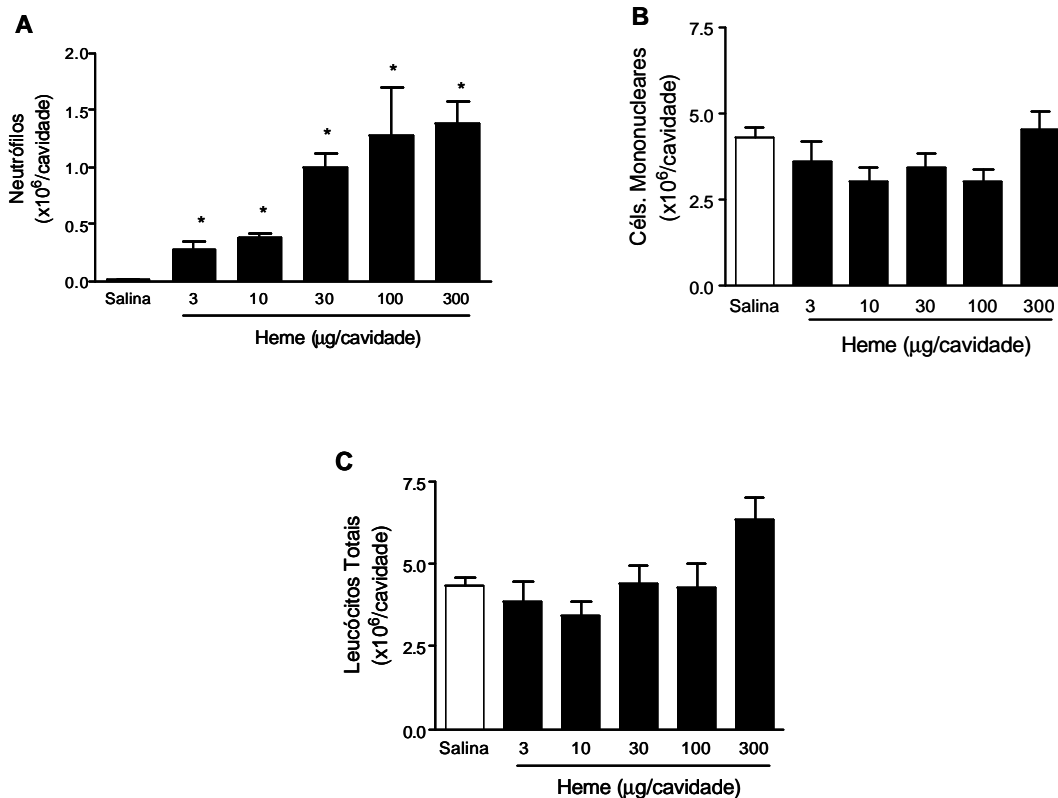 A
Neutrófilos
(x10⁶/cavidade)
2.0
1.5
1.0
0.5
0.0
*
*
*
*
*
Salina 3 10 30 100 300
Heme (µg/cavidade)
B
Céls. Mononucleares
(x10⁶/cavidade)
7.5
5.0
2.5
0.0
Salina 3 10 30 100 300
Heme (µg/cavidade)
C
Leucócitos Totais
(x10⁶/cavidade)
7.5
5.0
2.5
0.0
Salina 3 10 30 100 300
Heme (µg/cavidade)